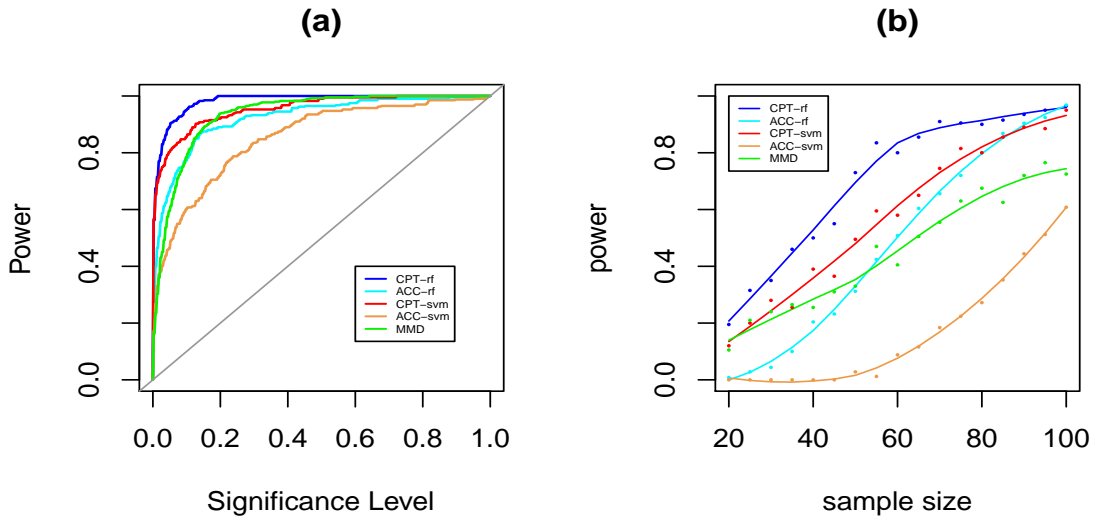 (a)
Power
0.0
0.4
0.8
0.0
0.2
0.4
0.6
0.8
1.0
Significance Level
CPT-rf
ACC-rf
CPT-svm
ACC-svm
MMD
(b)
power
0.0
0.4
0.8
20
40
60
80
100
sample size
CPT-rf
ACC-rf
CPT-svm
ACC-svm
MMD